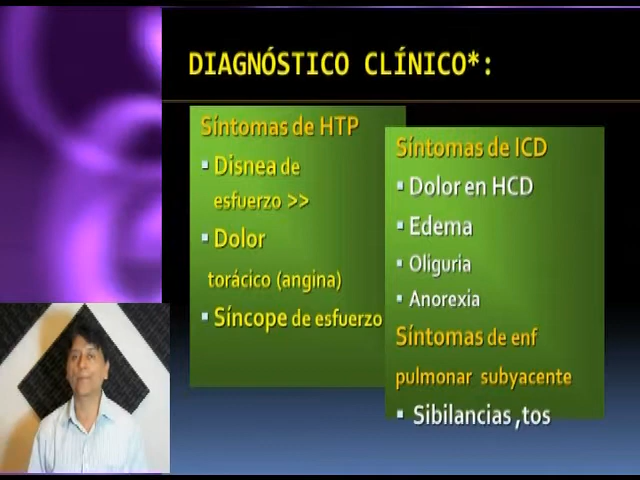 DIAGNÓSTICO CLÍNICO*:
Síntomas de HTP
Disnea de
esfuerzo >>
Dolor
torácico (angina)
Síncope de esfuerzo
Síntomas de ICD
Dolor en HCD
Edema
Oliguria
Anorexia
Síntomas de enf
pulmonar subyacente
Sibilancias ,tos